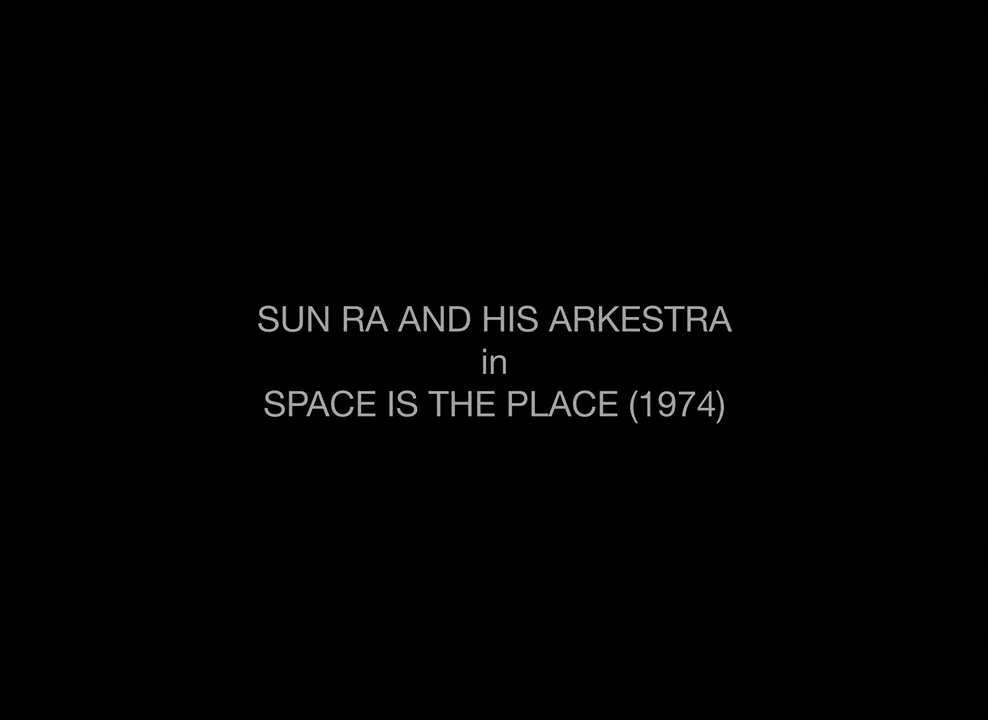 SUN RA AND HIS ARKESTRA
in
SPACE IS THE PLACE (1974)